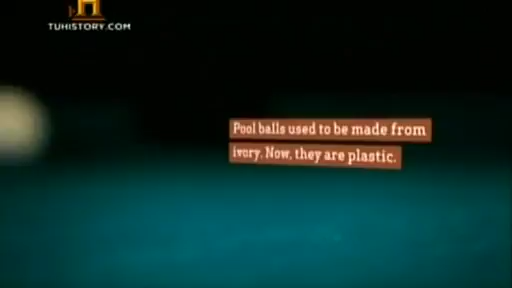 H
TUHISTORY.COM
Pool balls used to be made from
ivory. Now, they are plastic.